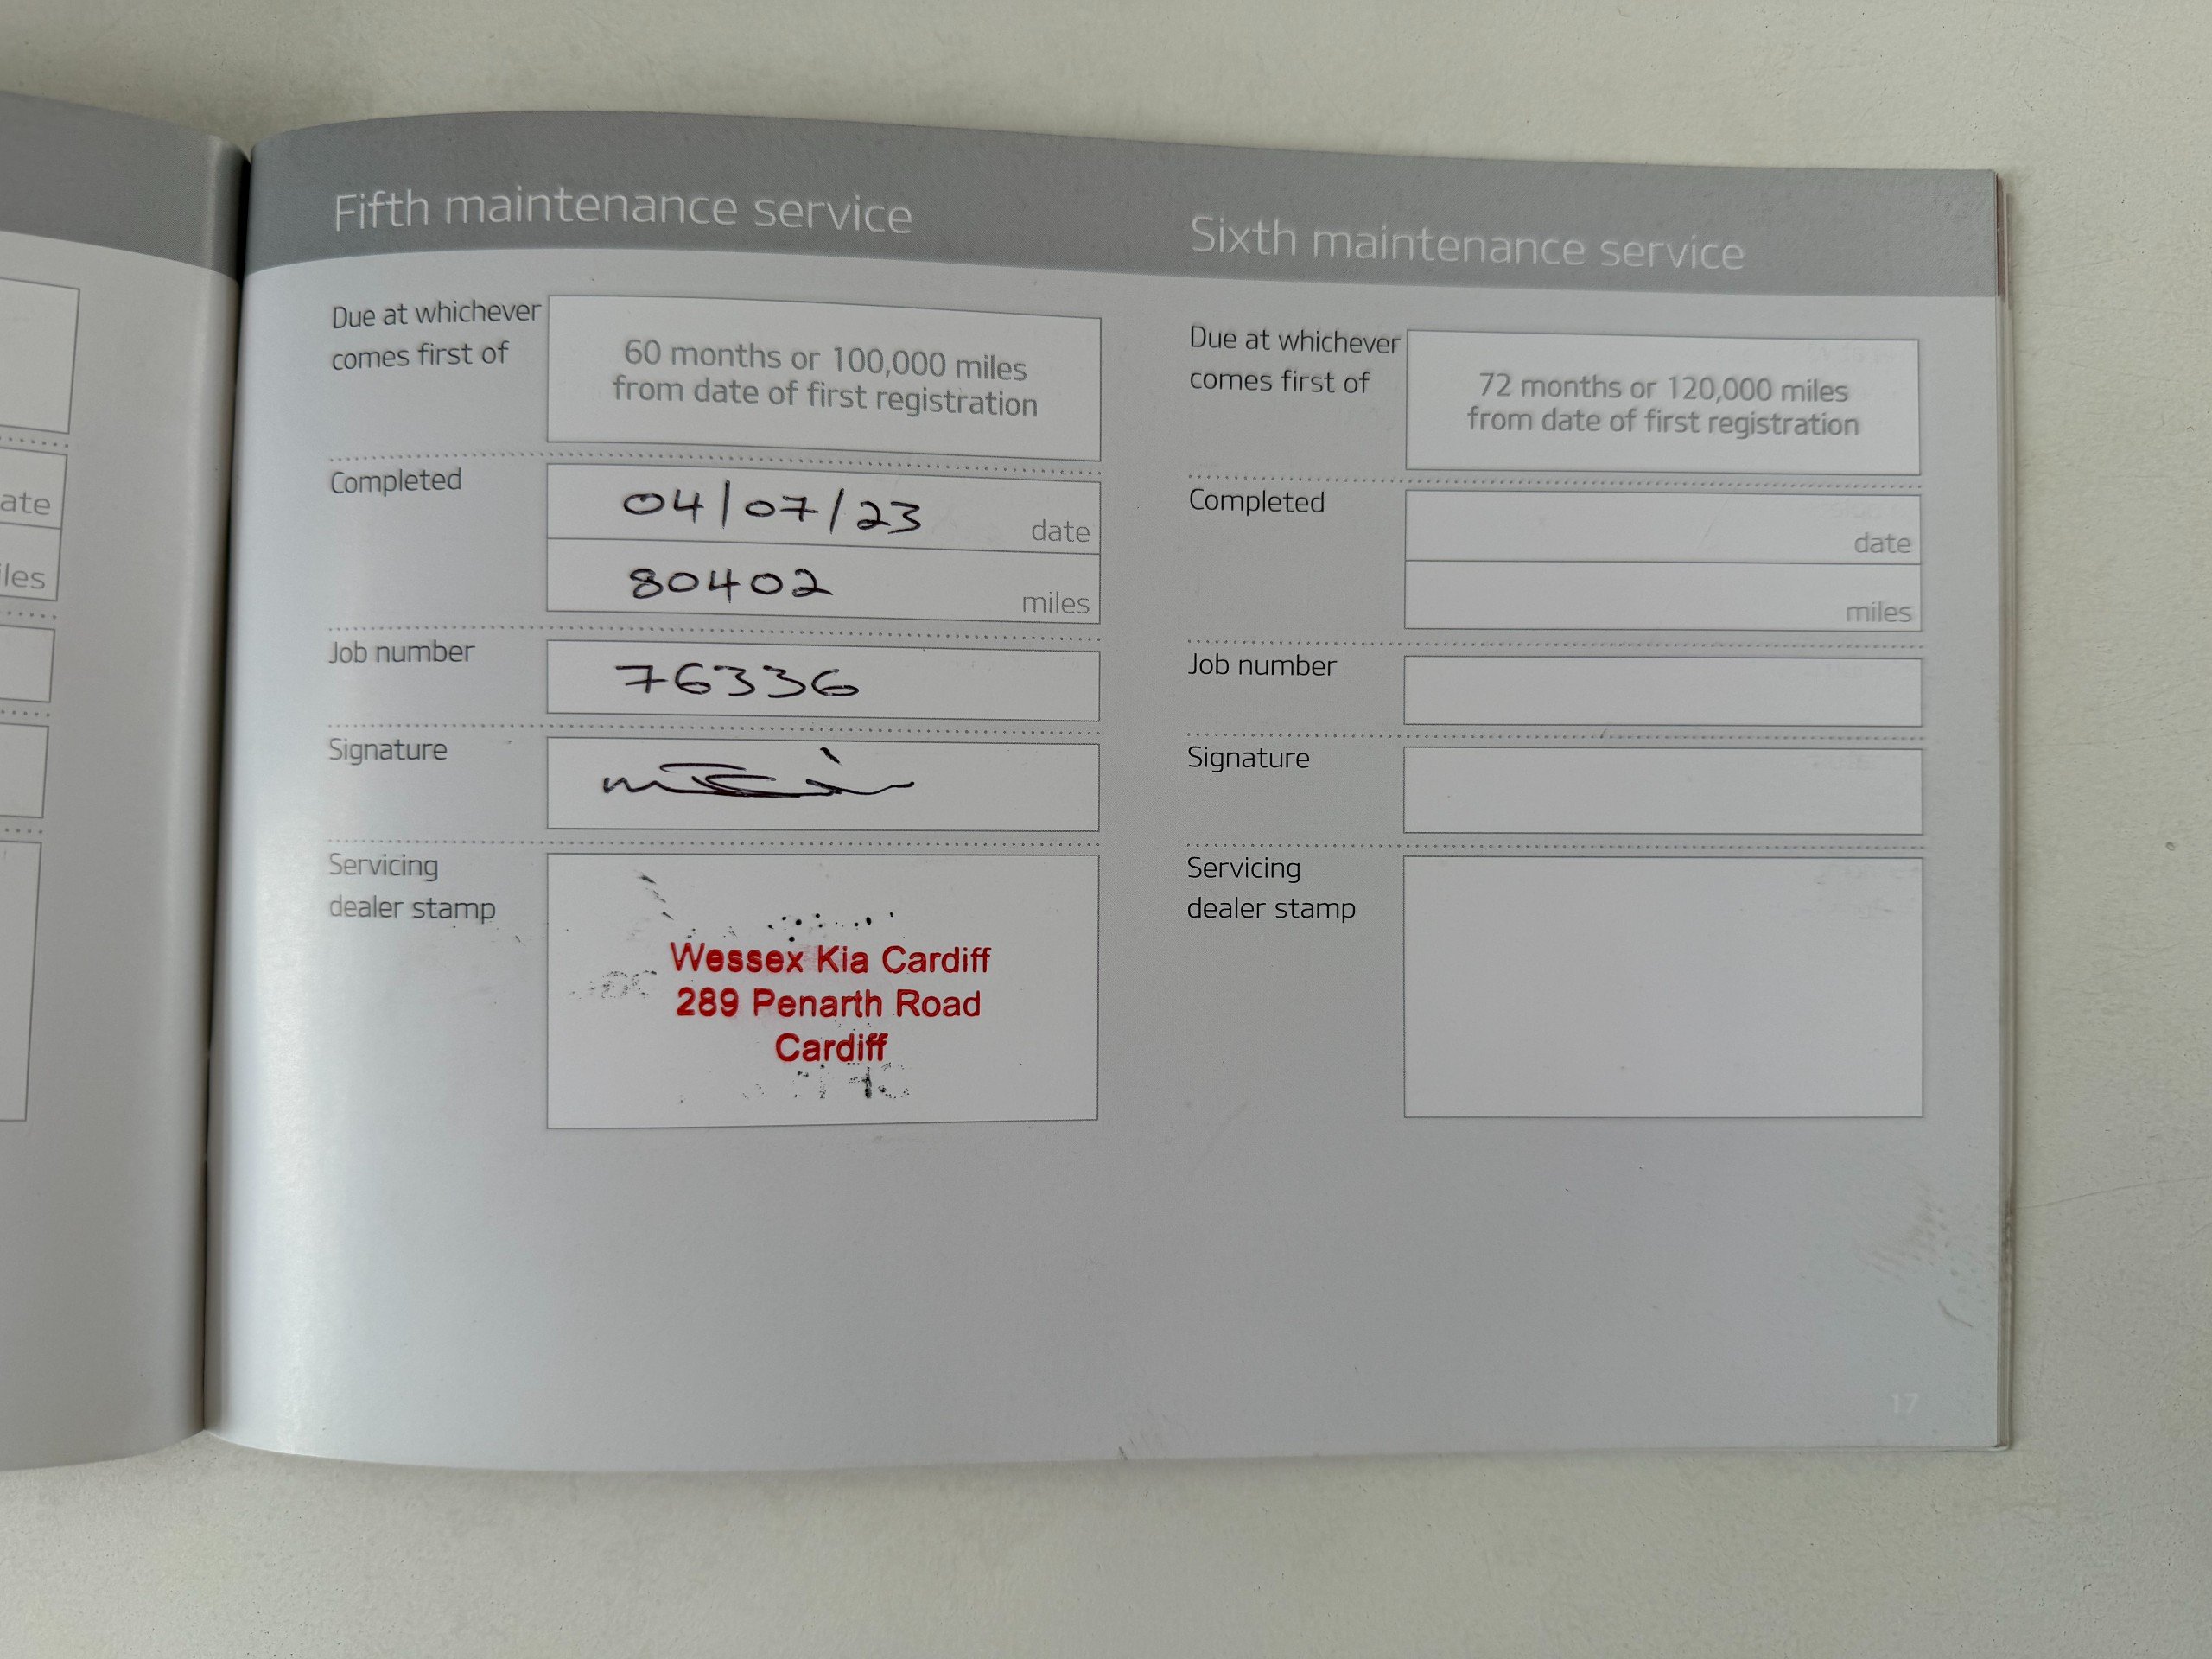 ate
iles
Fifth maintenance service
Due at whichever
comes first of
60 months or 100,000 miles
from date of first registration
Completed
04/07/23
date
80402
miles
Job number
76336
Signature
Servicing
dealer stamp
Wessex Kia Cardiff
289 Penarth Road
Cardiff
Sixth maintenance service
Due at whichever
comes first of
72 months or 120,000 miles
from date of first registration
Completed
date
miles
Job number
Signature
Servicing
dealer stamp
17